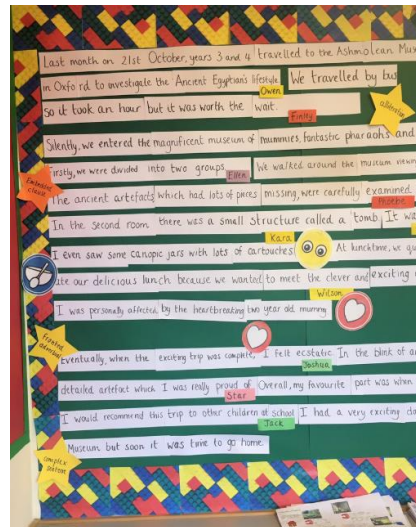 Last month on 21st October, years 3 and 4 travelled to the Ashmolean
in Oxford to investigate the Ancient Egyptian's lifestyle. We travelled by bus
Owen
so it took an hour but it was worth the wait.
Finley
alliteration
Silently, we entered the magnificent museum of mummies, fantastic pharaohs and
Firstly, we were divided into two groups. We walked around the museum viewing
Ellen
Embedded clause
The ancient artefacts which had lots of pieces missing, were carefully examined.
Phoebe
In the second room there was a small structure called a tomb. It
Kara
I even saw some canopic jars with lots of cartouches. At lunchtime, we
ate our delicious lunch because we wanted to meet the clever and exciting
Wilson
I was personally affected by the heartbreaking two year old mummy
Fronted adverbial
Eventually, when the exciting trip was complete, I felt ecstatic. In the blink of
Joshua
detailed artefact which I was really proud of. Overall, my favourite part was when
Star
I would recommend this trip to other children at school. I had a very exciting
Jack
Museum but soon it was time to go home.
complex